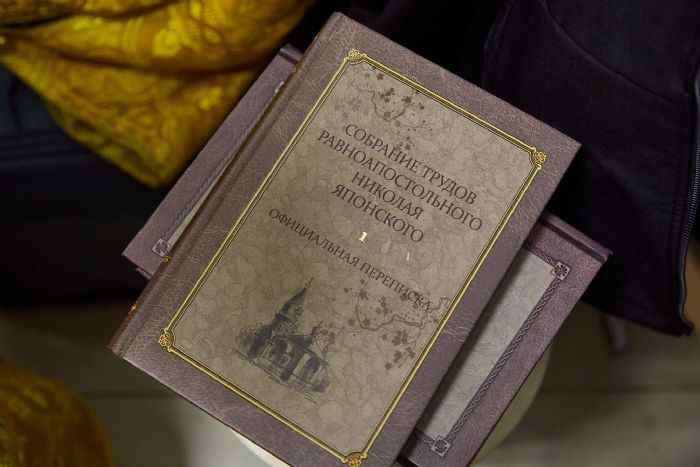 СОБРАНИЕ ТРУДОВ
РАВНОАПОСТОЛЬНОГО
НИКОЛАЯ
ЯПОНСКОГО
1
ОФИЦИАЛЬНАЯ ПЕРЕПИСКА